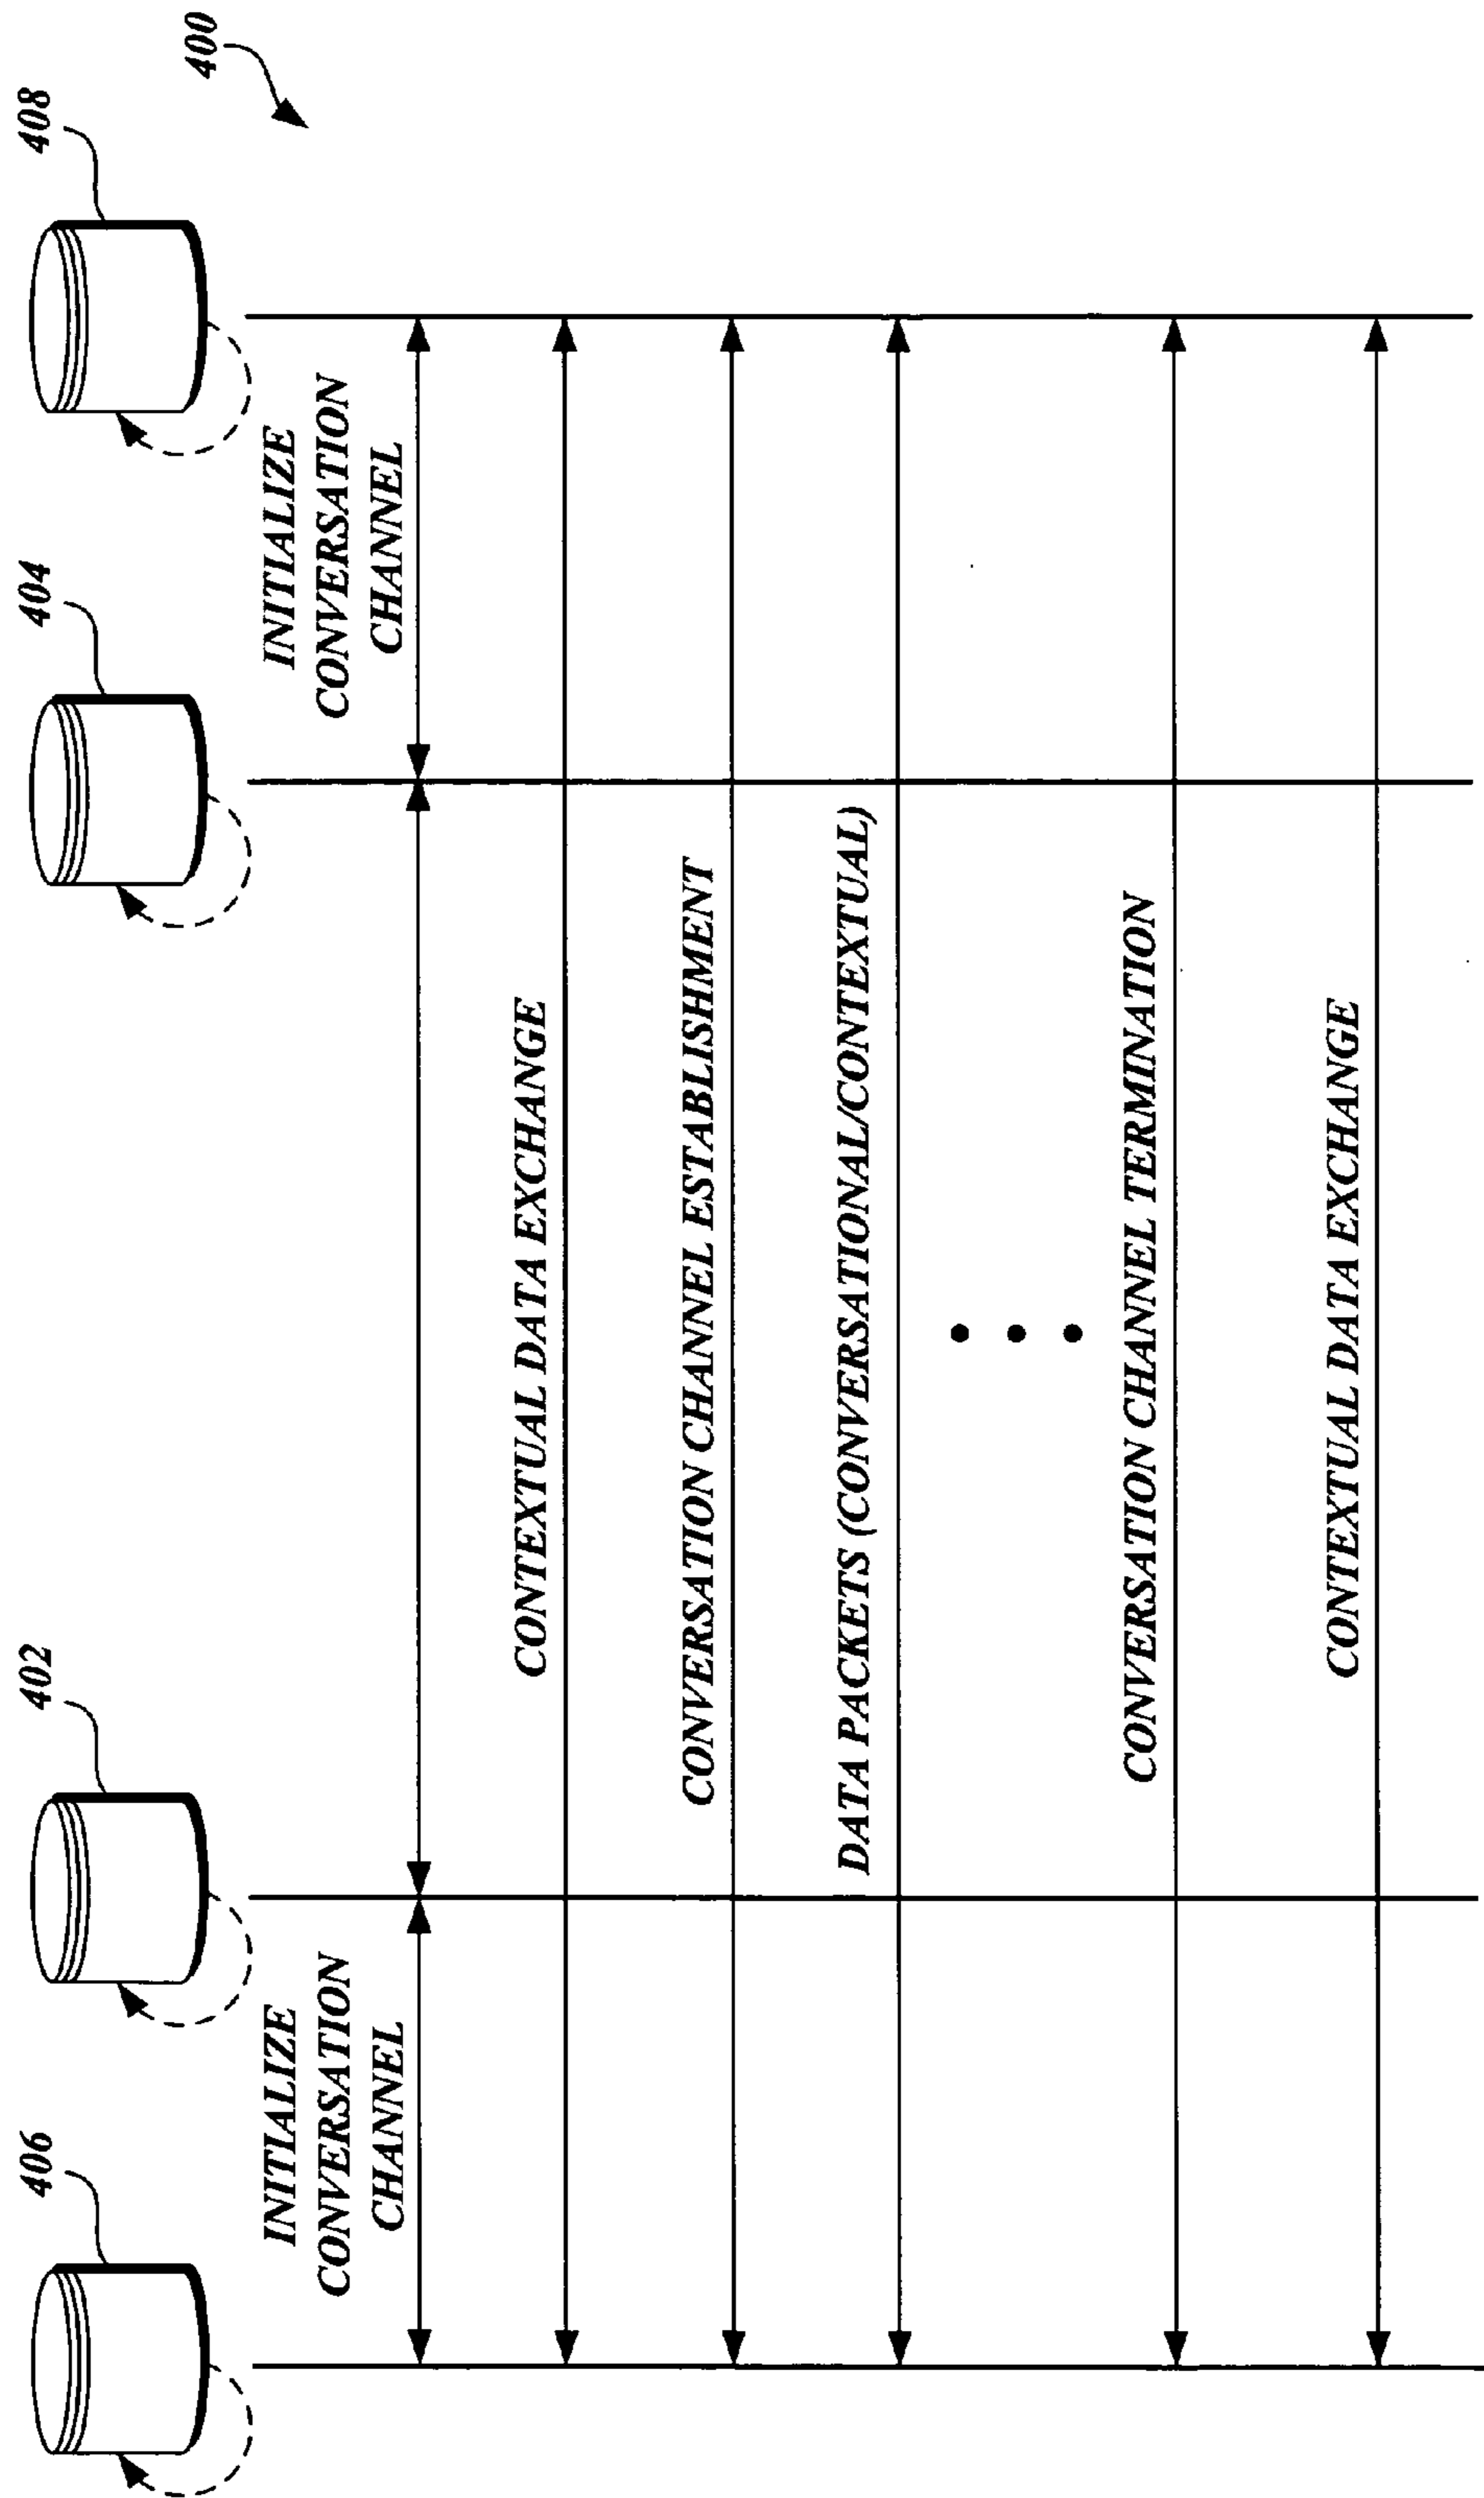 406
402
404
408
400
INITIALIZE
CONVERSATION
CHANNEL
INITIALIZE
CONVERSATION
CHANNEL
CONTEXTUAL DATA EXCHANGE
CONVERSATION CHANNEL ESTABLISHMENT
DATA PACKETS (CONVERSATIONAL/CONTEXTUAL)
CONVERSATION CHANNEL TERMINATION
CONTEXTUAL DATA EXCHANGE